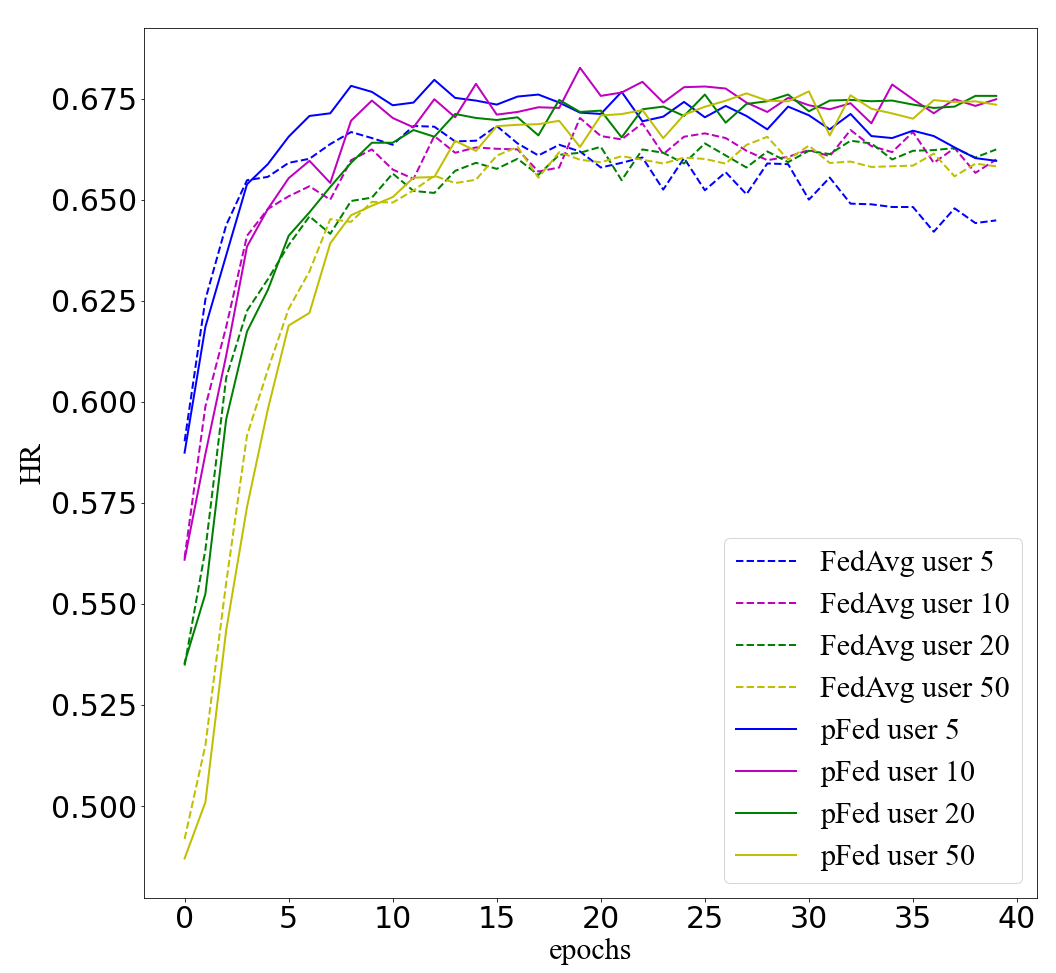 0.675
0.650
0.625
0.600
0.575
0.550
0.525
0.500
HR
0 5 10 15 20 25 30 35 40
epochs
FedAvg user 5
FedAvg user 10
FedAvg user 20
FedAvg user 50
pFed user 5
pFed user 10
pFed user 20
pFed user 50